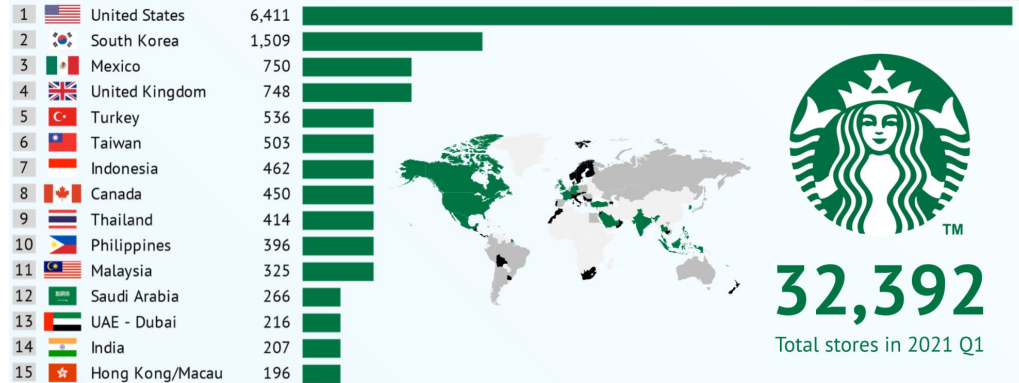 1 United States 6,411
2 South Korea 1,509
3 Mexico 750
4 United Kingdom 748
5 Turkey 536
6 Taiwan 503
7 Indonesia 462
8 Canada 450
9 Thailand 414
10 Philippines 396
11 Malaysia 325
12 Saudi Arabia 266
13 UAE - Dubai 216
14 India 207
15 Hong Kong/Macau 196
TM
32,392
Total stores in 2021 Q1